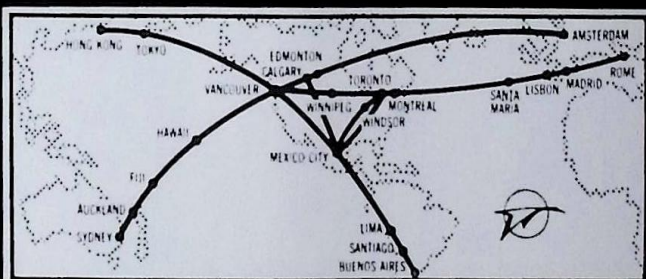 HONG KONG
TOKYO
EDMONTON
AMSTERDAM
CALGARY
VANCOUVER
TORONTO
ROME
WINNIPEG
MONTREAL
SANTA
MARIA
LISBON
MADRID
WINDSOR
HAWAII
MEXICO CITY
FIJI
AUCKLAND
SYDNEY
LIMA
SANTIAGO
BUENOS AIRES